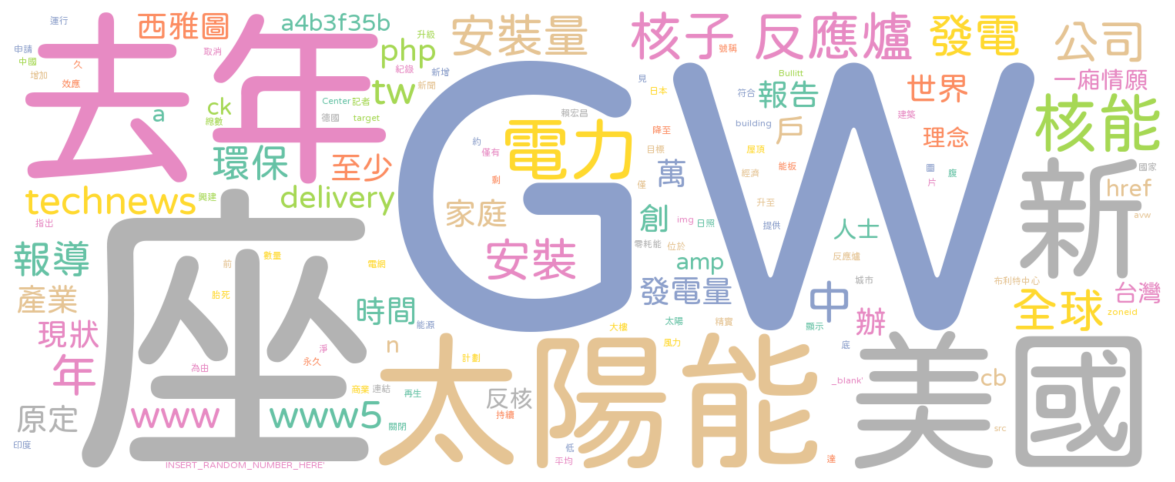 運行
西雅圖
a4b3f35b
升級
安裝量
核子
反應爐
發電
公司
申請
中國
去年
取消
php
紀錄
新增
號稱
增加
久
效應
tw
新聞
見
日本
Bullitt
符合
報告
世界
一廂情願
核能
a
ck
瓦數
Center
記者
德國
target
賴宏昌
GW
降至
building
戶
建築
理念
環保
至少
約
僅有
電力
目標
屋頂
technews
興建
delivery
剩
僅
萬
經濟
能板
蓋
座
片
新
國家
href
指出
家庭
創
升至
img
日照
提供
人士
avw
報導
前
數量
電廠
安裝
零耗能
位於
反應爐
產業
垂死
amp
發電量
城市
布利特中心
中
台灣
現狀
時間
能源
大樓
太陽
精實
顯示
辦
全球
zoneid
淨
永久
n
計劃
風力
底
年
為由
商業
連結
再生
太陽能
反核
美國
_blank'
cb
原定
www
www5
關閉
持續
src
印度
低
平均
達
INSERT_RANDOM_NUMBER_HERE'